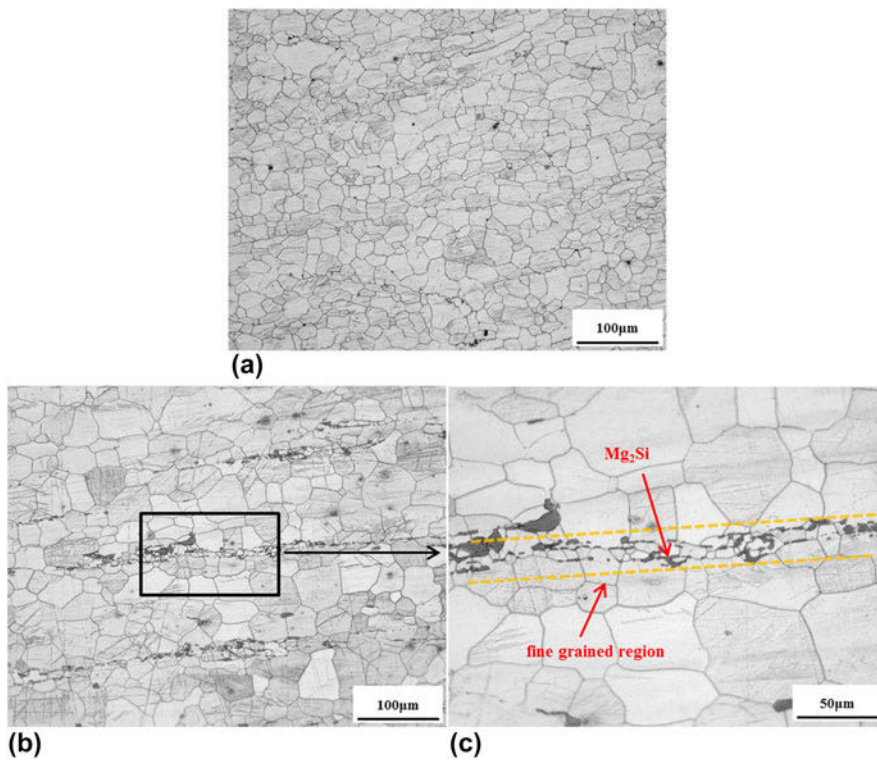 100μm
(a)
Mg₂Si
fine grained region
100μm
50μm
(b)
(c)